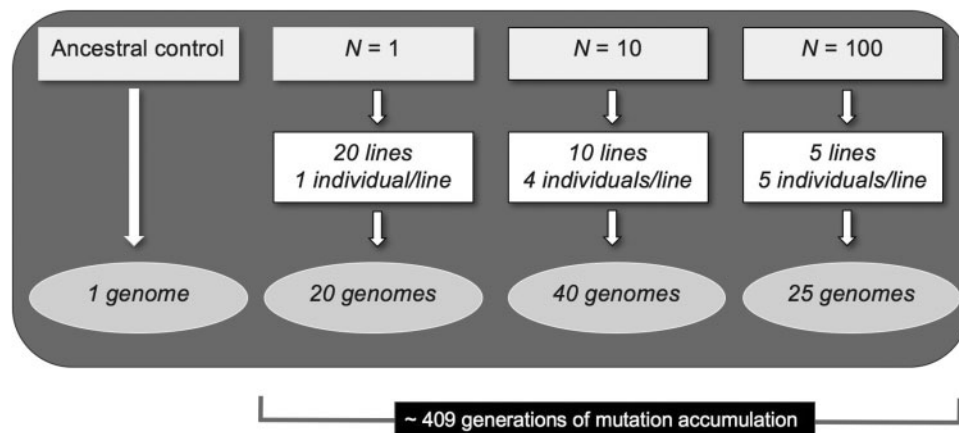 Ancestral control
N = 1
N = 10
N = 100
20 lines
1 individual/line
10 lines
4 individuals/line
5 lines
5 individuals/line
1 genome
20 genomes
40 genomes
25 genomes
~ 409 generations of mutation accumulation